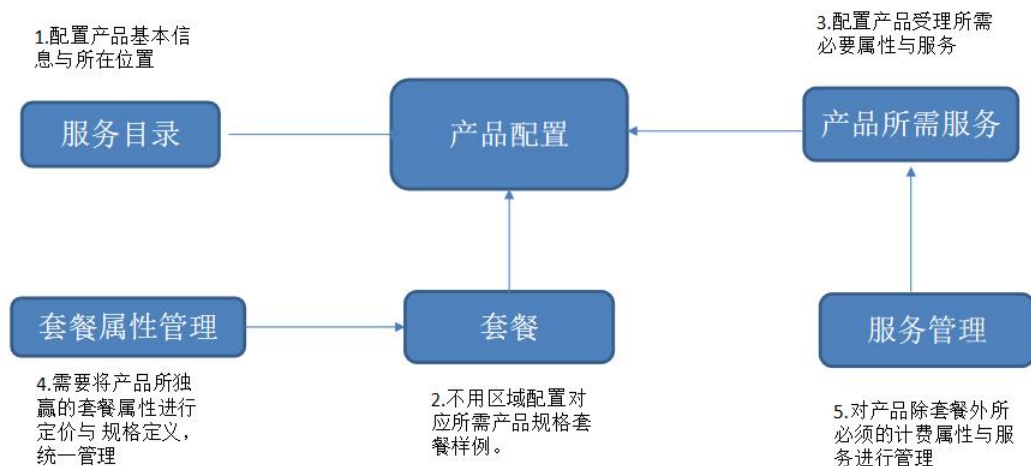 1.配置产品基本信
息与所在位置
3.配置产品受理所需
必要属性与服务
服务目录
产品配置
产品所需服务
套餐属性管理
套餐
服务管理
4.需要将产品所独
赢的套餐属性进行
定价与 规格定义，
统一管理
2.不用区域配置对
应所需产品规格套
餐样例。
5.对产品除套餐外所
必须的计费属性与服
务进行管理